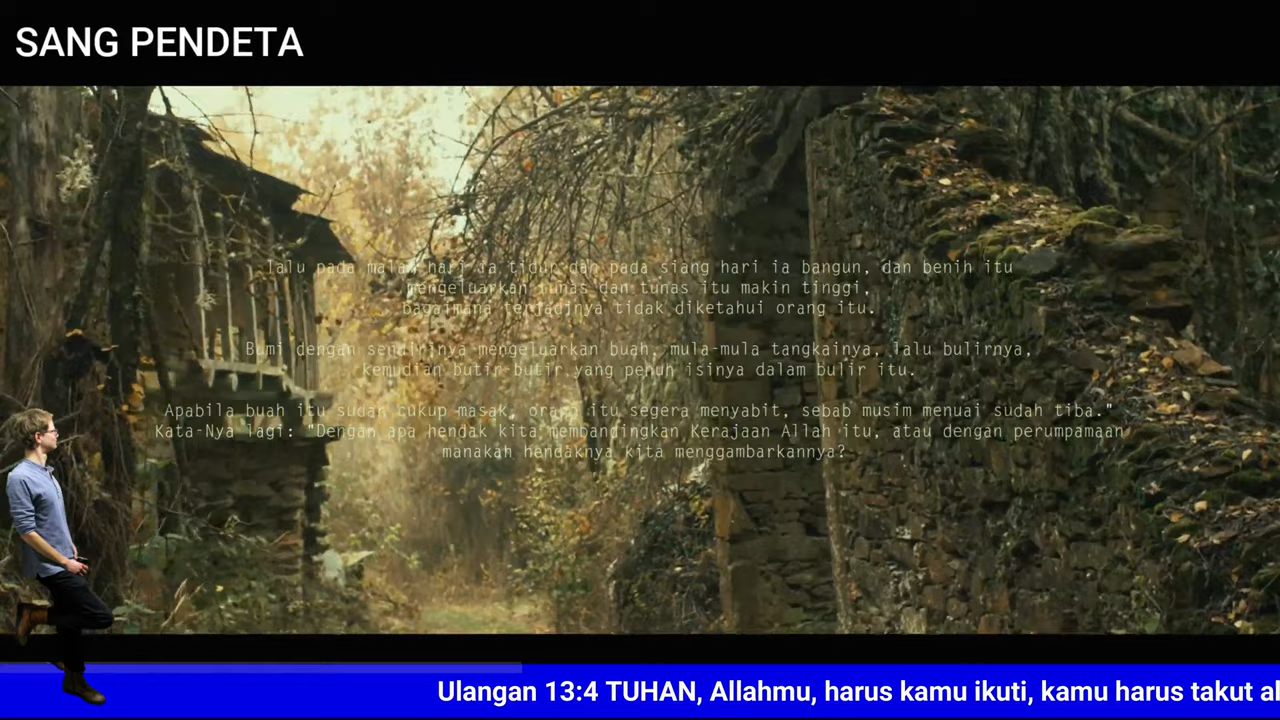 SANG PENDETA
lalu pada malam hari ia tidur dan pada siang hari ia bangun, dan benih itu
mengeluarkan tunas dan tunas itu makin tinggi,
bagaimana terjadinya tidak diketahui orang itu.
Bumi dengan sendirinya mengeluarkan buah, mula-mula tangkainya, lalu bulirnya,
kemudian butir-butir yang penuh isinya dalam bulir itu.
Apabila buah itu sudah cukup masak, orang itu segera menyabit, sebab musim menuai sudah tiba."
Kata-Nya lagi: "Dengan apa hendak kita membandingkan Kerajaan Allah itu, atau dengan perumpamaan
manakah hendaknya kita menggambarkannya?
Ulangan 13:4 TUHAN, Allahmu, harus kamu ikuti, kamu harus takut